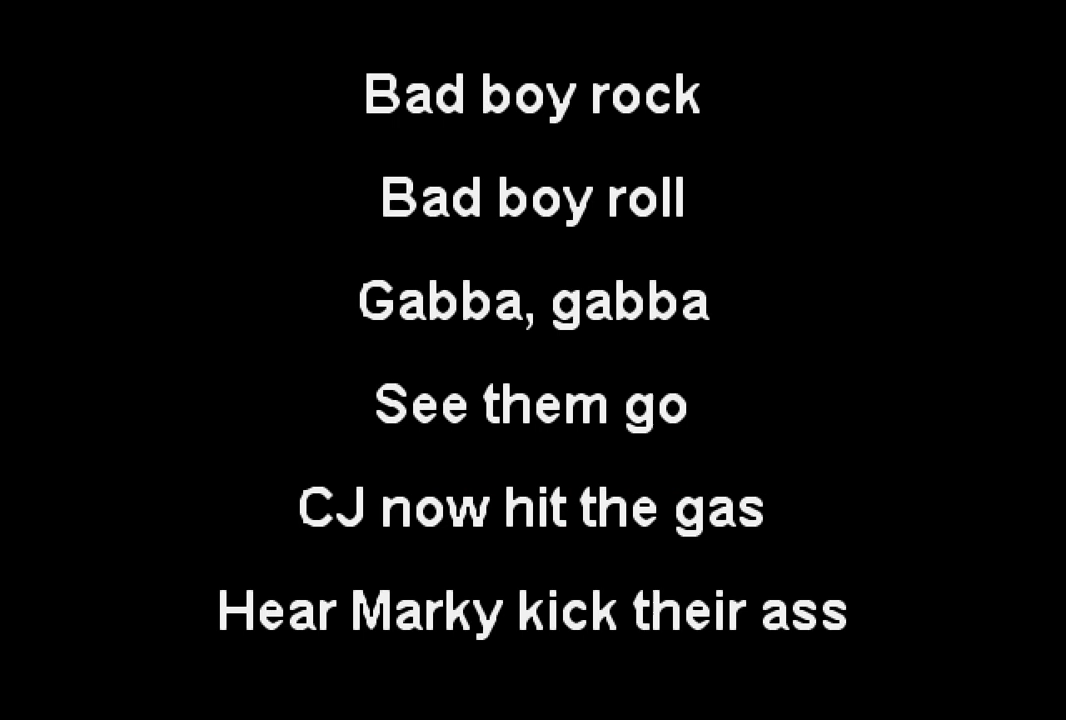 Bad boy rock
Bad boy roll
Gabba, gabba
See them go
CJ now hit the gas
Hear Marky kick their ass